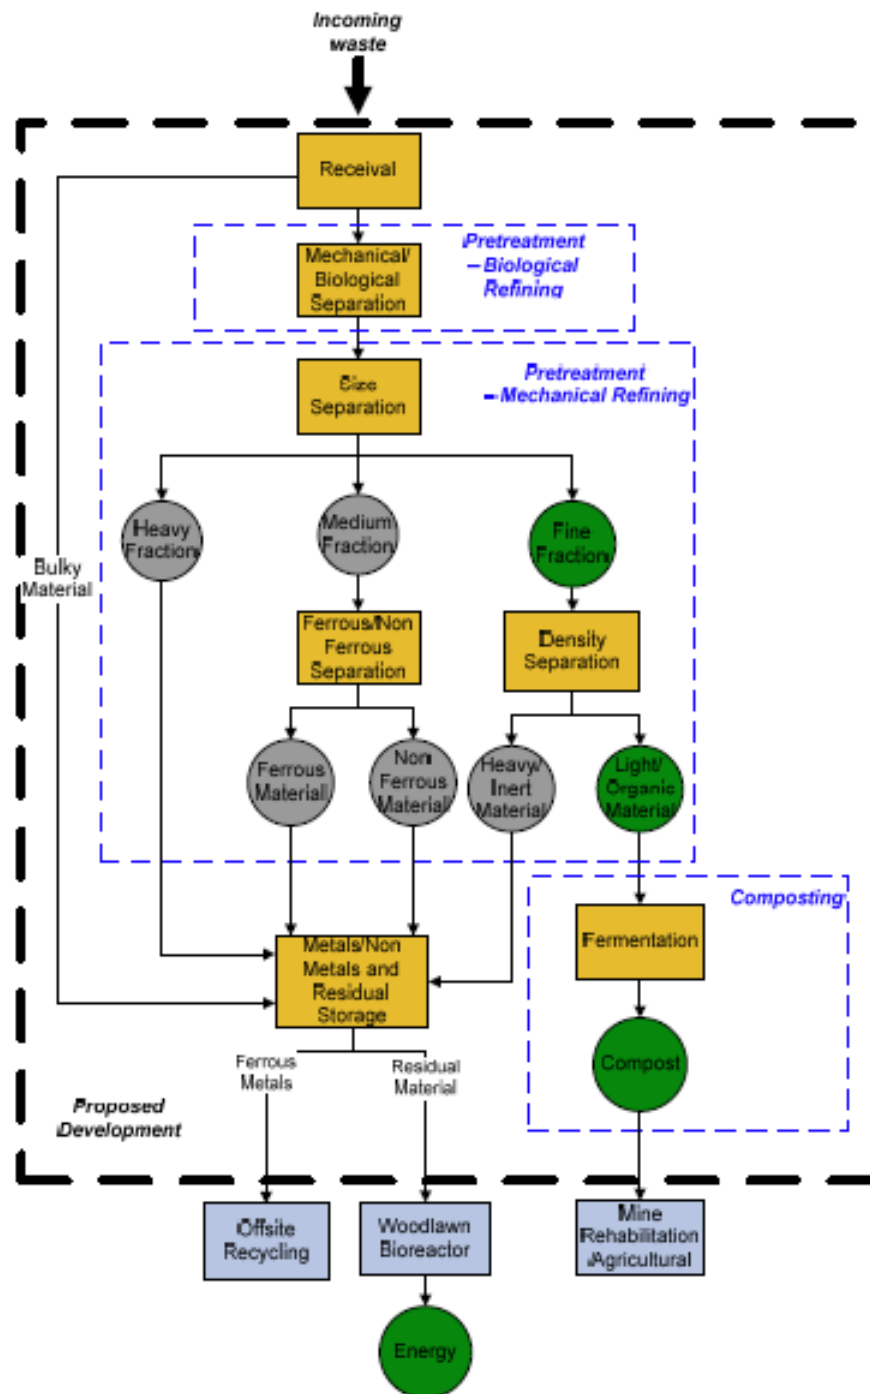 Incoming
waste
Receival
Mechanical/
Biological
Separation
Pretreatment
–Biological
Refining
Size
Separation
Pretreatment
–Mechanical Refining
Heavy
Fraction
Medium
Fraction
Fine
Fraction
Bulky
Material
Ferrous/Non
Ferrous
Separation
Density
Separation
Ferrous
Material
Non
Ferrous
Material
Heavy/
Inert
Material
Light/
Organic
Material
Composting
Fermentation
Metals/Non
Metals and
Residual
Storage
Compost
Ferrous
Metals
Residual
Material
Proposed
Development
Offsite
Recycling
Woodlawn
Bioreactor
Mine
Rehabilitation
/Agricultural
Energy